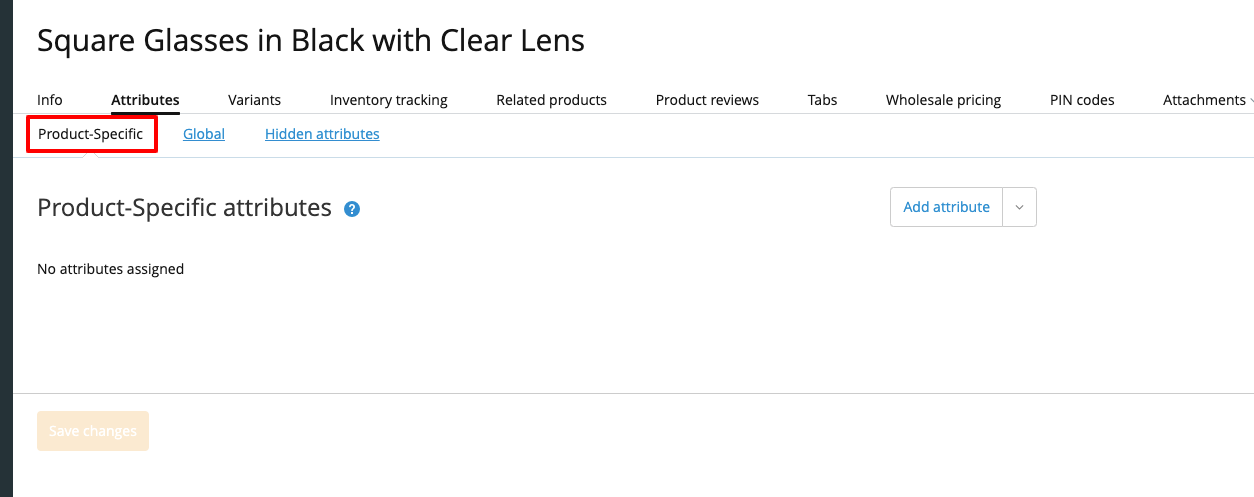 Square Glasses in Black with Clear Lens
Info Attributes Variants Inventory tracking Related products Product reviews Tabs Wholesale pricing PIN codes Attachments
Product-Specific Global Hidden attributes
Product-Specific attributes ?
Add attribute
No attributes assigned
Save changes